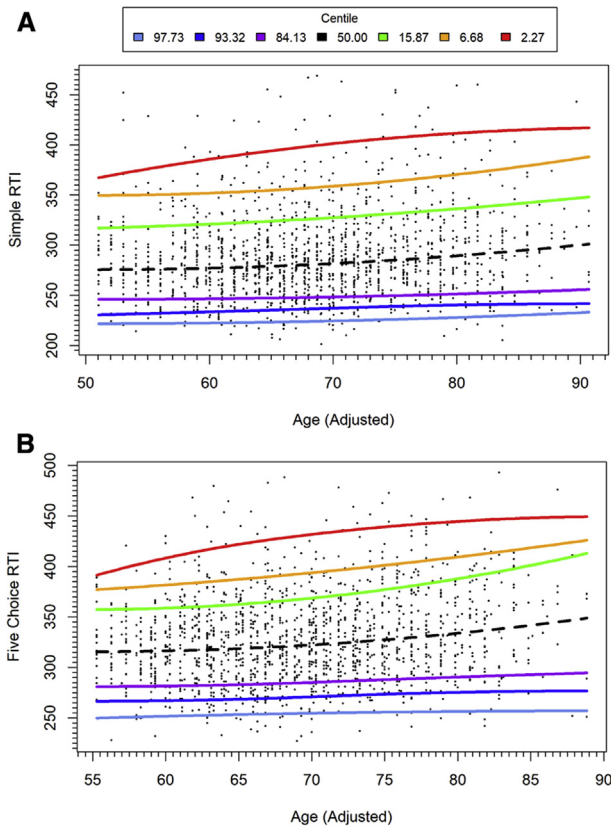 A
Centile
97.73 93.32 84.13 50.00 15.87 6.68 2.27
450
400
350
300
250
200
Simple RTI
50 60 70 80 90
Age (Adjusted)
B
500
450
400
350
300
250
Five Choice RTI
55 60 65 70 75 80 85 90
Age (Adjusted)